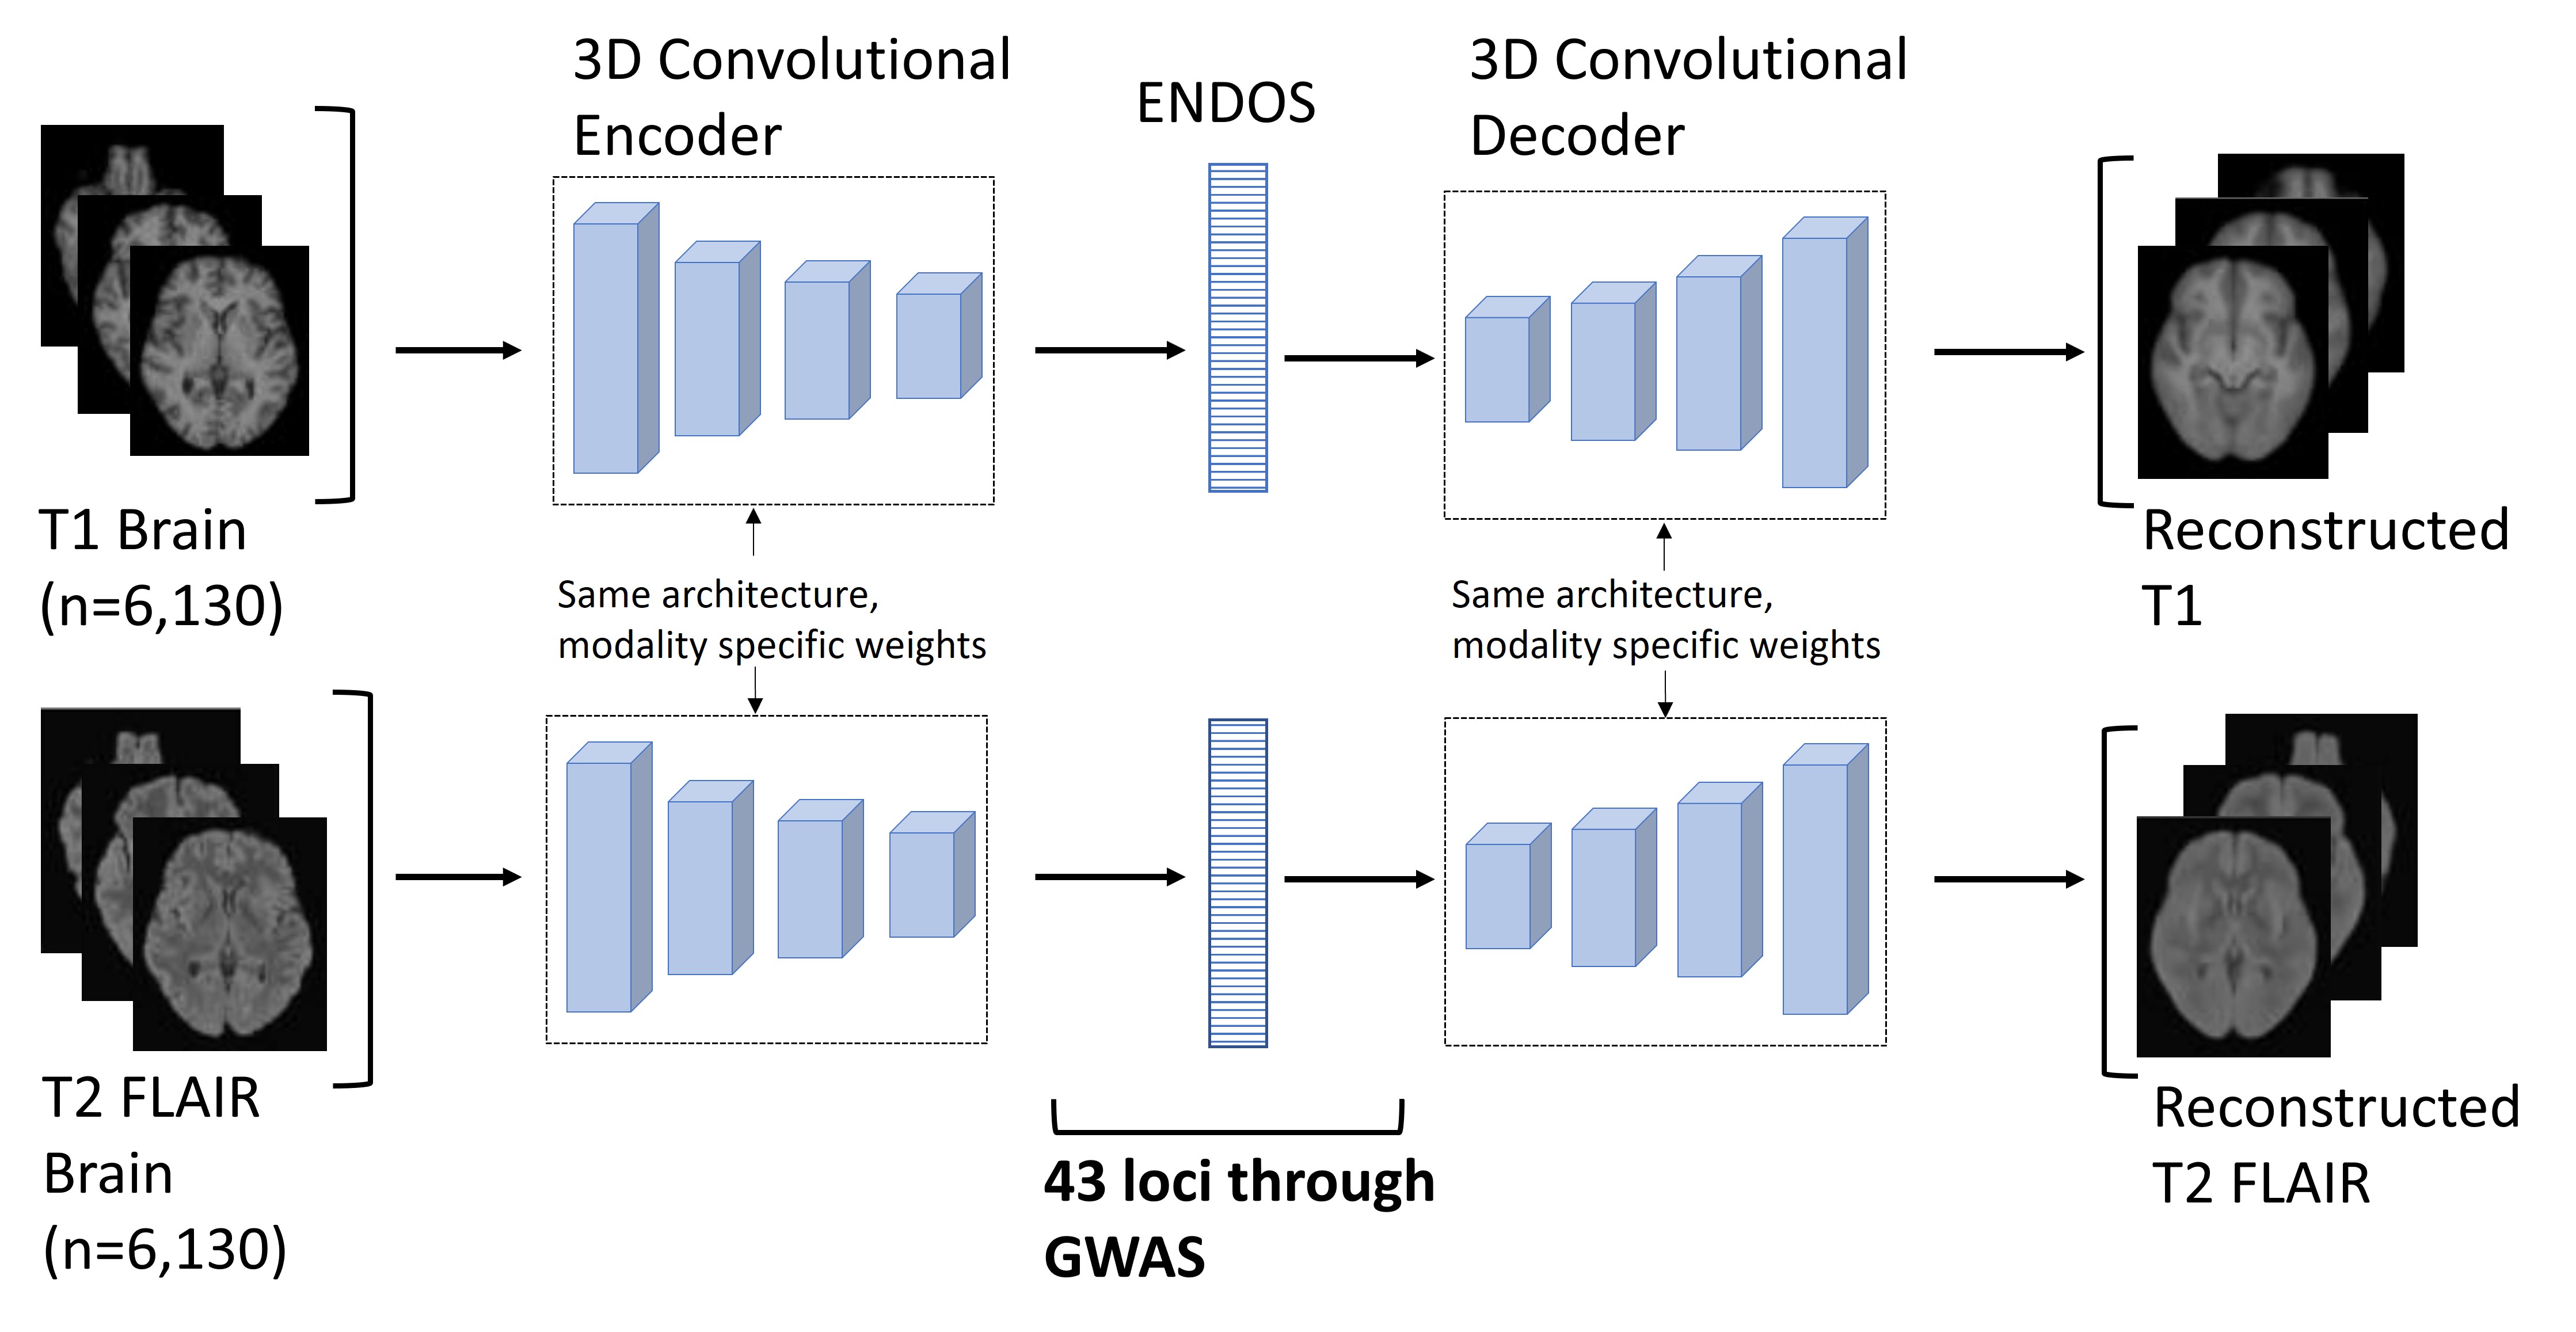 3D Convolutional
Encoder
ENDOS
3D Convolutional
Decoder
T1 Brain
(n=6,130)
Same architecture,
modality specific weights
Same architecture,
modality specific weights
Reconstructed
T1
T2 FLAIR
Brain
(n=6,130)
43 loci through
GWAS
Reconstructed
T2 FLAIR